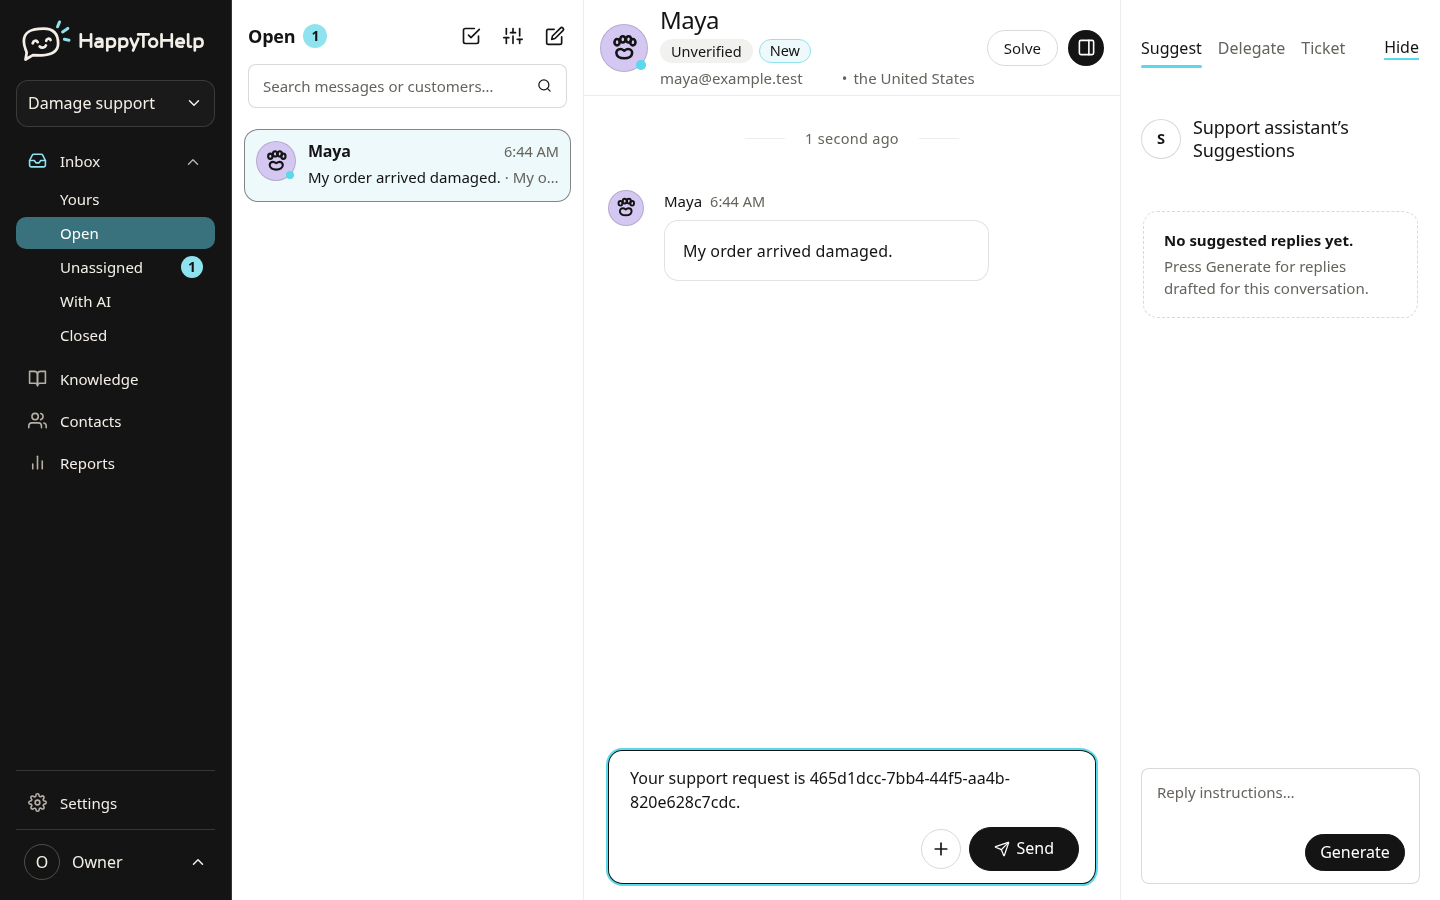 HappyToHelp
Damage support
Inbox
Yours
Open
Unassigned 1
With AI
Closed
Knowledge
Contacts
Reports
Settings
O Owner
Open 1
Search messages or customers...
Maya 6:44 AM
My order arrived damaged. · My o...
Maya
Unverified New
maya@example.test • the United States
Solve
1 second ago
Maya 6:44 AM
My order arrived damaged.
Your support request is 465d1dcc-7bb4-44f5-aa4b-
820e628c7cdc.
Send
Suggest Delegate Ticket Hide
S Support assistant’s
Suggestions
No suggested replies yet.
Press Generate for replies
drafted for this conversation.
Reply instructions...
Generate